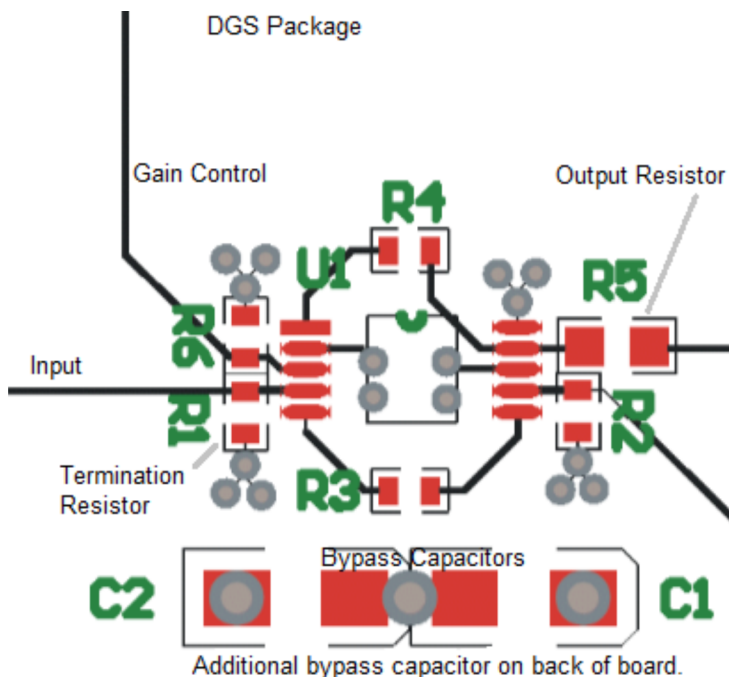 DGS Package
Gain Control
Output Resistor
R4
U1
R5
R6
Input
R1
R2
Termination
Resistor
R3
Bypass Capacitors
C2
C1
Additional bypass capacitor on back of board.